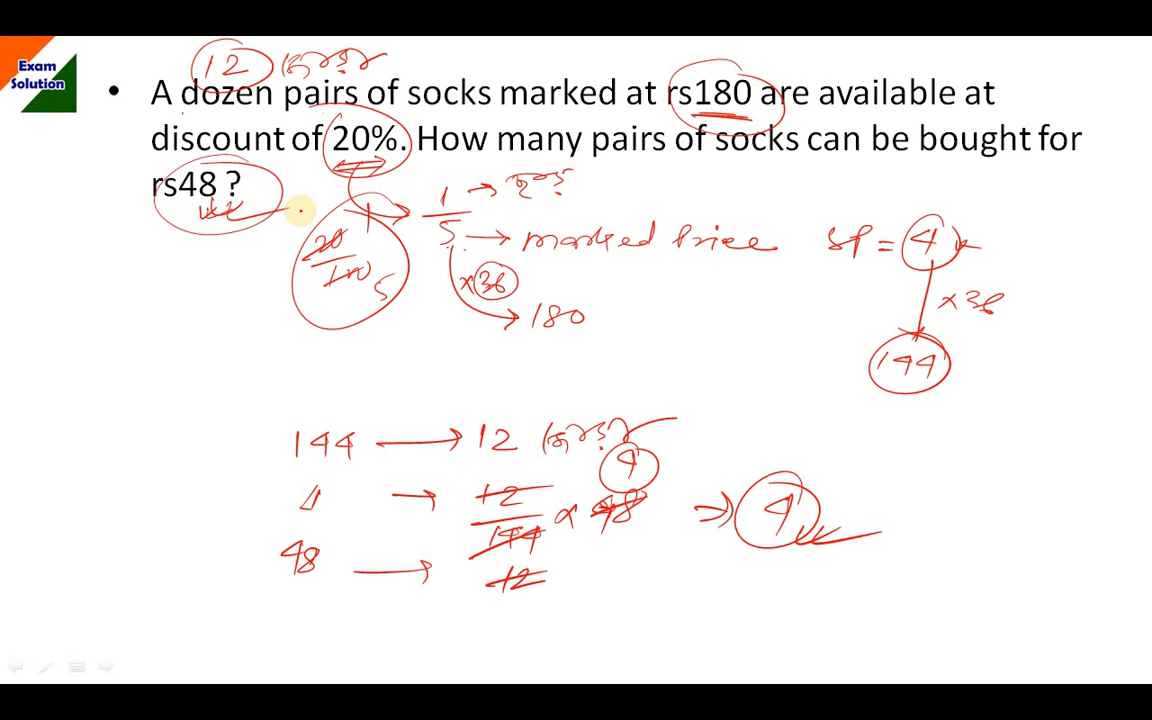 Exam
Solution
12
• A dozen pairs of socks marked at rs180 are available at
discount of 20%. How many pairs of socks can be bought for
rs48 ?
20/100 5
1/5 →
→ marked Price SP = 4
×36 ×36
→ 180
144
144 → 12
4
1 → 12/144 × 48 ⇒ 4
48 → 12